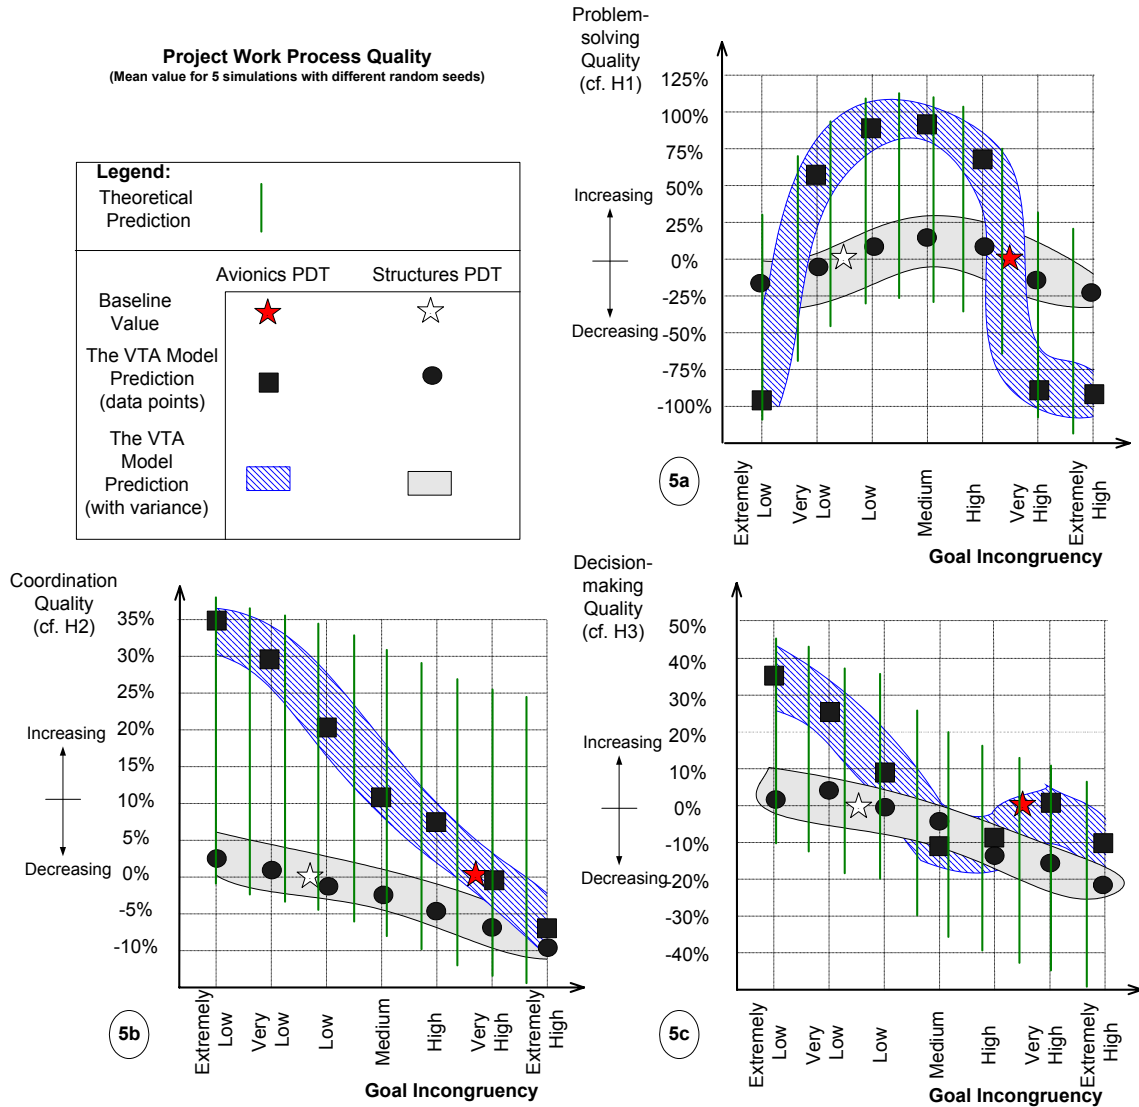 Project Work Process Quality
(Mean value for 5 simulations with different random seeds)
Legend:
Theoretical
Prediction
Avionics PDT
Structures PDT
Baseline
Value
The VTA Model
Prediction
(data points)
The VTA
Model
Prediction
(with variance)
Problem-
solving
Quality
(cf. H1)
Increasing
Decreasing
125%
100%
75%
50%
25%
0%
-25%
-50%
-75%
-100%
5a
Extremely
Low
Very
Low
Low
Medium
High
Very
High
Extremely
High
Goal Incongruency
Coordination
Quality
(cf. H2)
Increasing
Decreasing
35%
30%
25%
20%
15%
10%
5%
0%
-5%
-10%
5b
Extremely
Low
Very
Low
Low
Medium
High
Very
High
Extremely
High
Goal Incongruency
Decision-
making
Quality
(cf. H3)
Increasing
Decreasing
50%
40%
30%
20%
10%
0%
-10%
-20%
-30%
-40%
5c
Extremely
Low
Very
Low
Low
Medium
High
Very
High
Extremely
High
Goal Incongruency